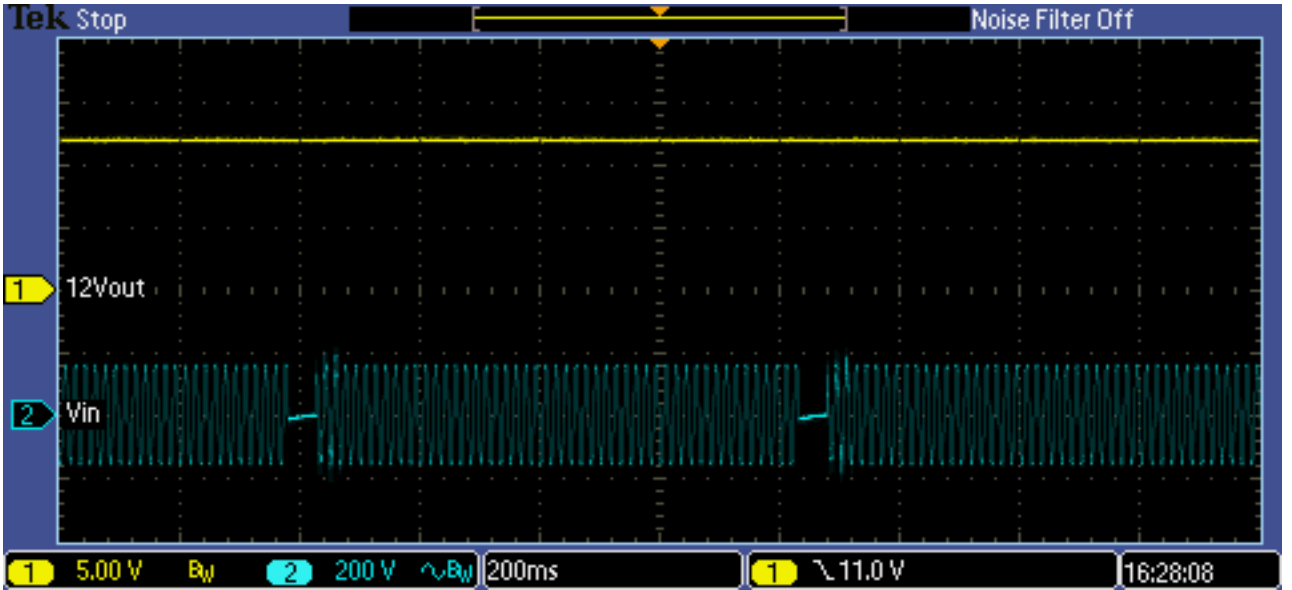 Tek Stop Noise Filter Off
1 12Vout
2 Vin
1 5.00 V BW 2 200 V ∿BW 200ms 1 \ 11.0 V 16:28:08